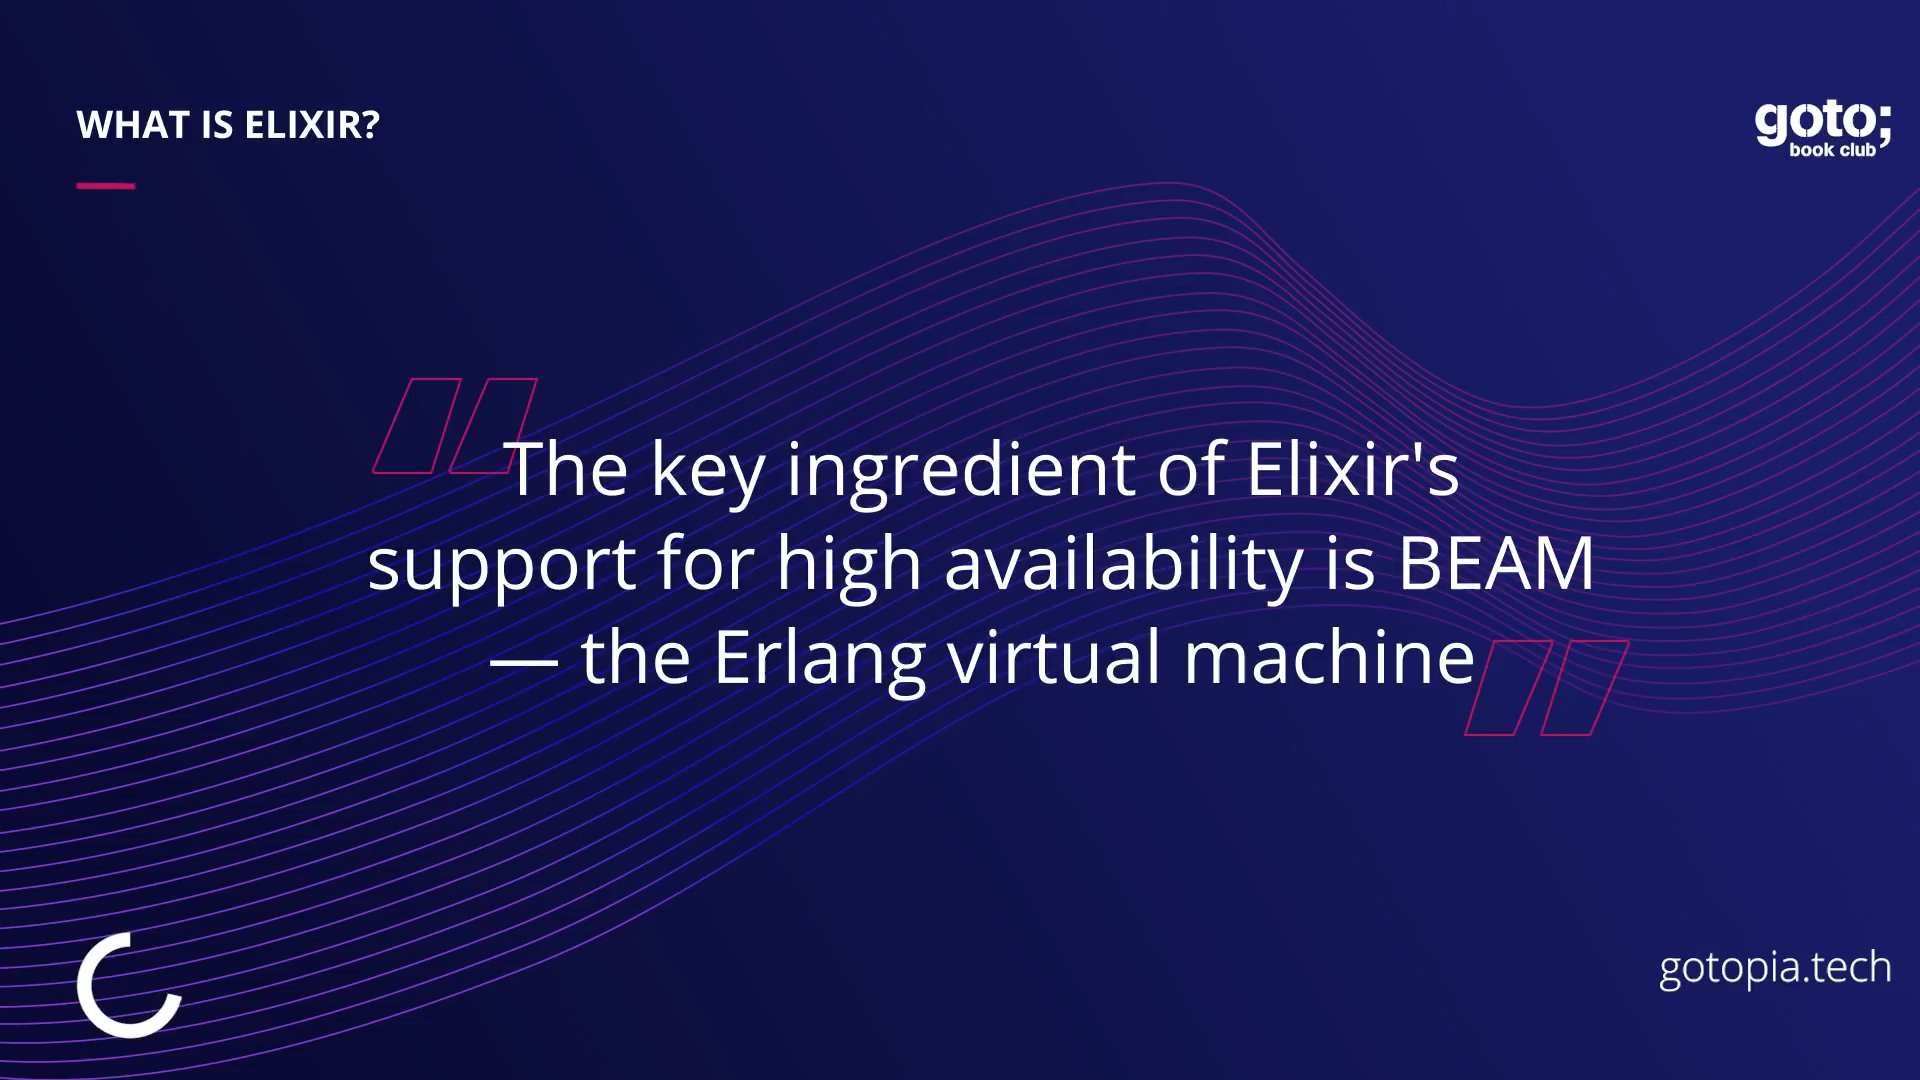 WHAT IS ELIXIR?
goto;
book club
The key ingredient of Elixir's
support for high availability is BEAM
— the Erlang virtual machine
gotopia.tech